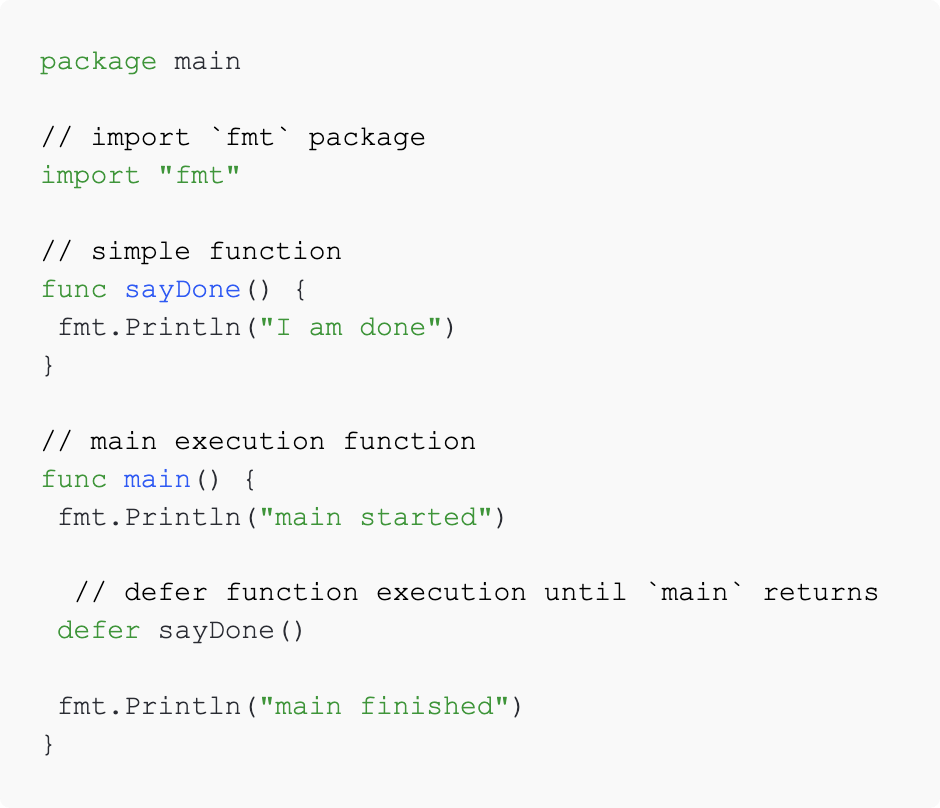 package main
// import `fmt` package
import "fmt"
// simple function
func sayDone() {
fmt.Println("I am done")
}
// main execution function
func main() {
fmt.Println("main started")
// defer function execution until `main` returns
defer sayDone()
fmt.Println("main finished")
}